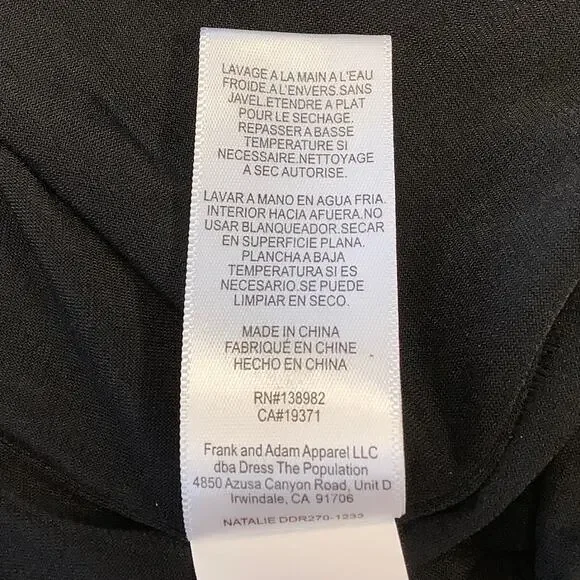 LAVAGE A LA MAIN A L'EAU
FROIDE.A L'ENVERS.SANS
JAVEL.ETENDRE A PLAT
POUR LE SECHAGE.
REPASSER A BASSE
TEMPERATURE SI
NECESSAIRE.NETTOYAGE
A SEC AUTORISE.
LAVAR A MANO EN AGUA FRIA.
INTERIOR HACIA AFUERA.NO
USAR BLANQUEADOR.SECAR
EN SUPERFICIE PLANA.
PLANCHA A BAJA
TEMPERATURA SI ES
NECESARIO.SE PUEDE
LIMPIAR EN SECO.
MADE IN CHINA
FABRIQUÉ EN CHINE
HECHO EN CHINA
RN#138982
CA#19371
Frank and Adam Apparel LLC
dba Dress The Population
4850 Azusa Canyon Road, Unit D
Irwindale, CA 91706
NATALIE DDR270-1233